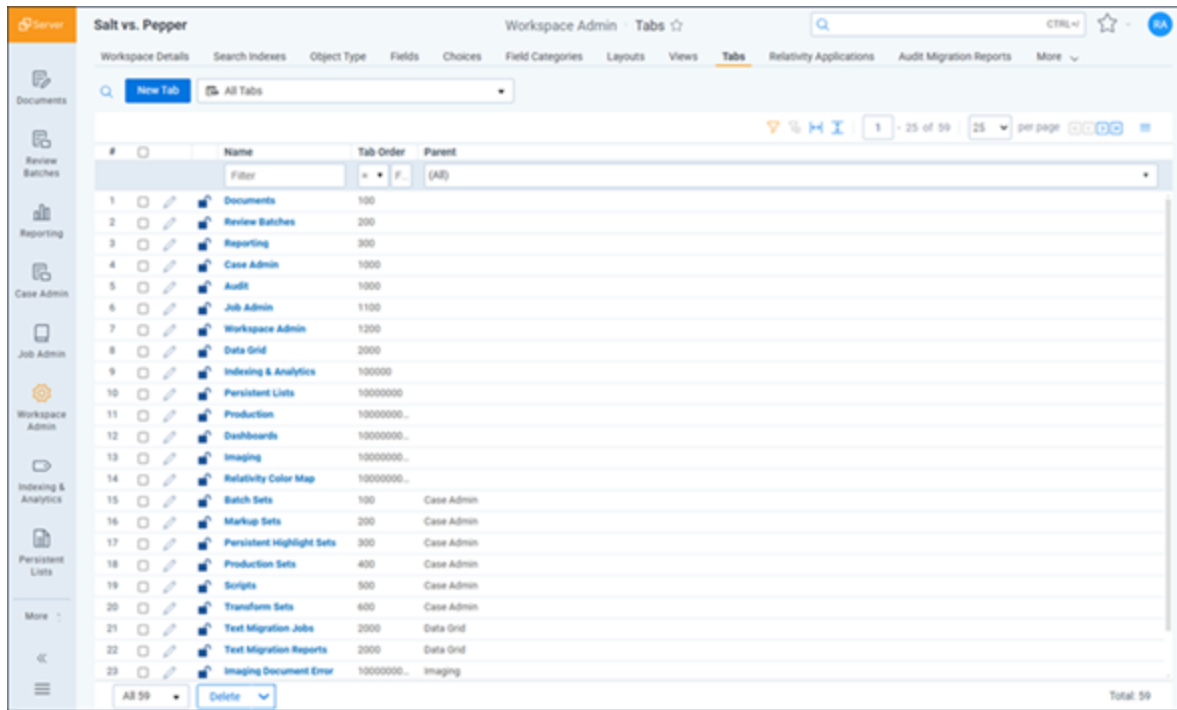 Server
Salt vs. Pepper
Workspace Admin Tabs
CTRL+/
RA
Workspace Details Search Indexes Object Type Fields Choices Field Categories Layouts Views Tabs Relativity Applications Audit Migration Reports More
New Tab All Tabs
1 - 25 of 59 25 per page
# Name Tab Order Parent
Filter = F... (All)
1 Documents 100
2 Review Batches 200
3 Reporting 300
4 Case Admin 1000
5 Audit 1000
6 Job Admin 1100
7 Workspace Admin 1200
8 Data Grid 2000
9 Indexing & Analytics 100000
10 Persistent Lists 10000000
11 Production 10000000...
12 Dashboards 10000000...
13 Imaging 10000000...
14 Relativity Color Map 10000000...
15 Batch Sets 100 Case Admin
16 Markup Sets 200 Case Admin
17 Persistent Highlight Sets 300 Case Admin
18 Production Sets 400 Case Admin
19 Scripts 500 Case Admin
20 Transform Sets 600 Case Admin
21 Text Migration Jobs 2000 Data Grid
22 Text Migration Reports 2000 Data Grid
23 Imaging Document Error 10000000... Imaging
All 59 Delete Total: 59
Documents
Review
Batches
Reporting
Case Admin
Job Admin
Workspace
Admin
Indexing &
Analytics
Persistent
Lists
More